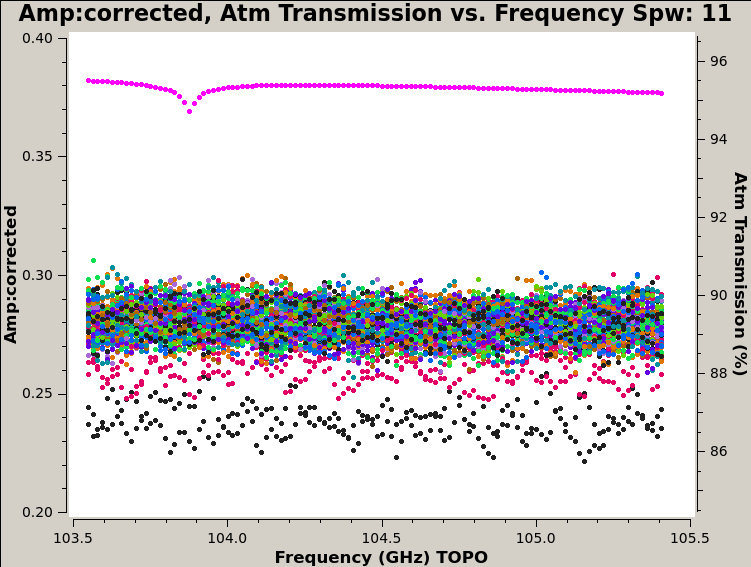 Amp:corrected, Atm Transmission vs. Frequency Spw: 11
0.40
0.35
0.30
0.25
0.20
Amp:corrected
96
94
92
90
88
86
Atm Transmission (%)
103.5 104.0 104.5 105.0 105.5
Frequency (GHz) TOPO